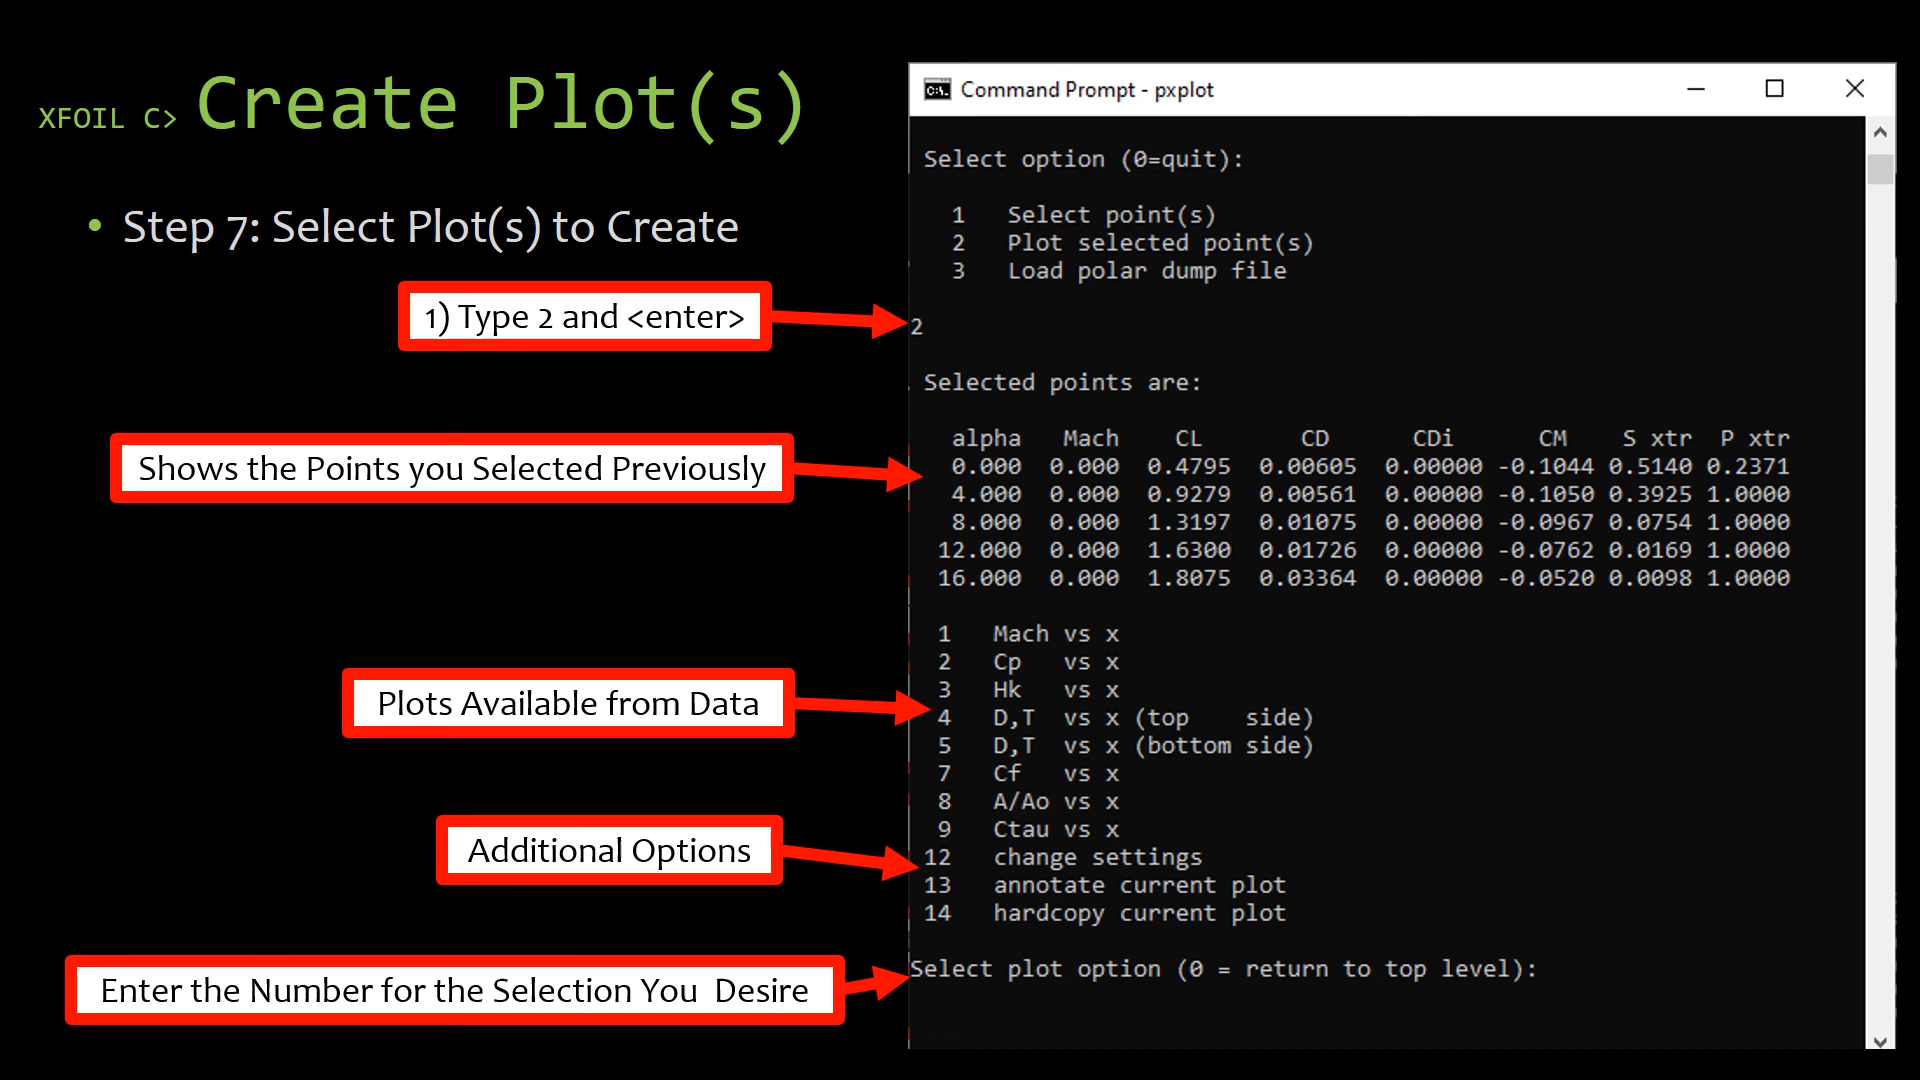 XFOIL C> Create Plot(s)
• Step 7: Select Plot(s) to Create
1) Type 2 and <enter>
Shows the Points you Selected Previously
Plots Available from Data
Additional Options
Enter the Number for the Selection You Desire
Command Prompt - pxplot
Select option (0=quit):
1 Select point(s)
2 Plot selected point(s)
3 Load polar dump file
2
Selected points are:
alpha Mach CL CD CDi CM S xtr P xtr
0.000 0.000 0.4795 0.00605 0.00000 -0.1044 0.5140 0.2371
4.000 0.000 0.9279 0.00561 0.00000 -0.1050 0.3925 1.0000
8.000 0.000 1.3197 0.01075 0.00000 -0.0967 0.0754 1.0000
12.000 0.000 1.6300 0.01726 0.00000 -0.0762 0.0169 1.0000
16.000 0.000 1.8075 0.03364 0.00000 -0.0520 0.0098 1.0000
1 Mach vs x
2 Cp vs x
3 Hk vs x
4 D,T vs x (top side)
5 D,T vs x (bottom side)
7 Cf vs x
8 A/Ao vs x
9 Ctau vs x
12 change settings
13 annotate current plot
14 hardcopy current plot
Select plot option (0 = return to top level):